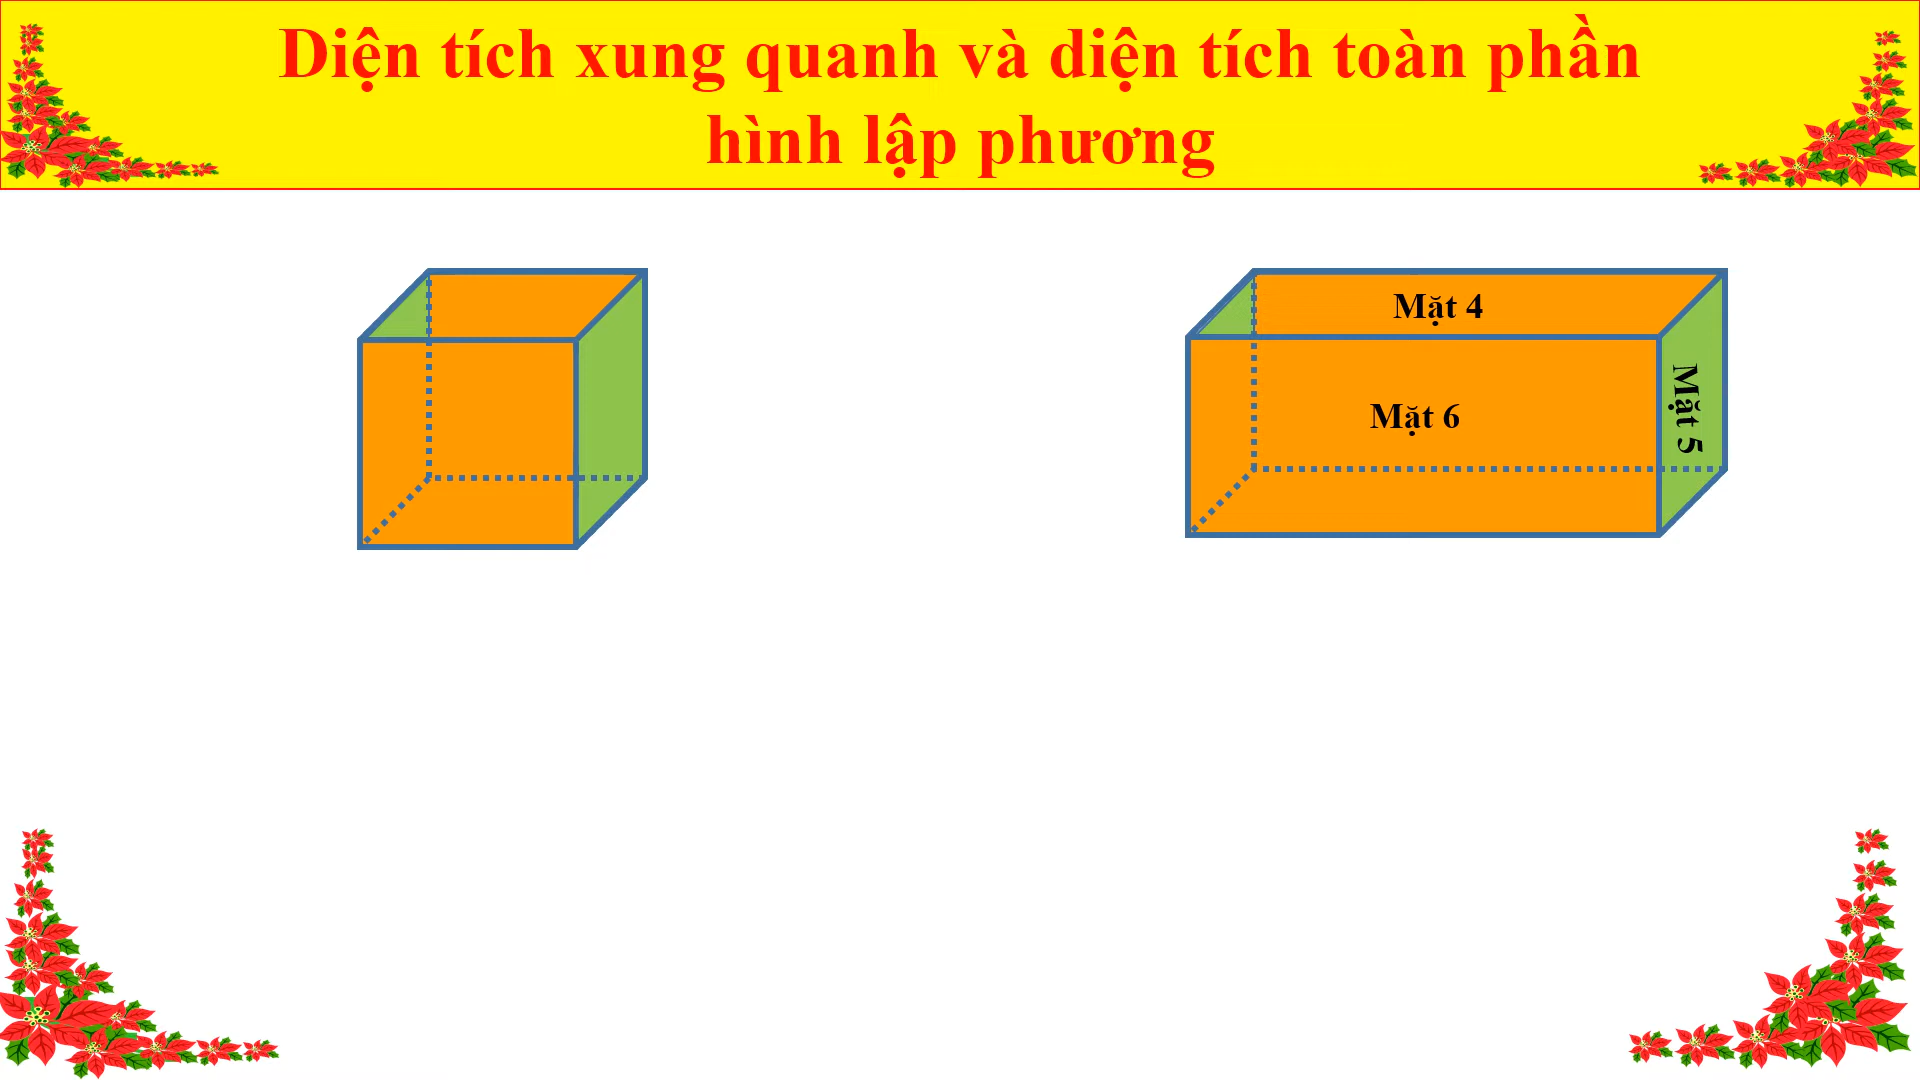 Diện tích xung quanh và diện tích toàn phần
hình lập phương
Mặt 4
Mặt 6
Mặt 5